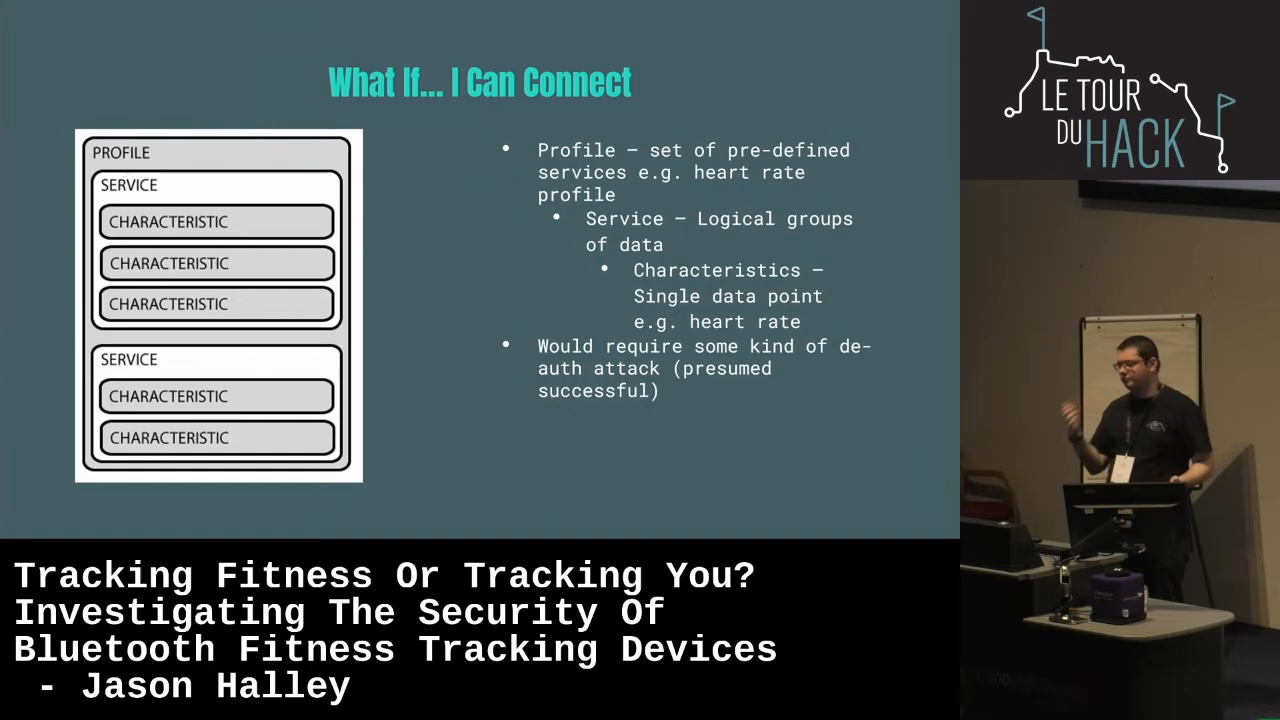 What If... I Can Connect
PROFILE
SERVICE
CHARACTERISTIC
CHARACTERISTIC
CHARACTERISTIC
SERVICE
CHARACTERISTIC
CHARACTERISTIC
• Profile – set of pre-defined
services e.g. heart rate
profile
• Service – Logical groups
of data
• Characteristics –
Single data point
e.g. heart rate
• Would require some kind of de-
auth attack (presumed
successful)
LE TOUR
DU HACK
Tracking Fitness Or Tracking You?
Investigating The Security Of
Bluetooth Fitness Tracking Devices
- Jason Halley